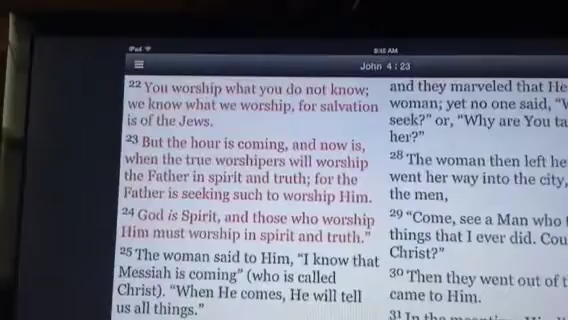 iPad
9:45 AM
John 4:23
22 You worship what you do not know;
we know what we worship, for salvation
is of the Jews.
23 But the hour is coming, and now is,
when the true worshipers will worship
the Father in spirit and truth; for the
Father is seeking such to worship Him.
24 God is Spirit, and those who worship
Him must worship in spirit and truth.”
25 The woman said to Him, “I know that
Messiah is coming” (who is called
Christ). “When He comes, He will tell
us all things.”
and they marveled that He
woman; yet no one said, “
seek?” or, “Why are You ta
her?”
28 The woman then left he
went her way into the city,
the men,
29 “Come, see a Man who
things that I ever did. Cou
Christ?”
30 Then they went out of t
came to Him.
31 In the